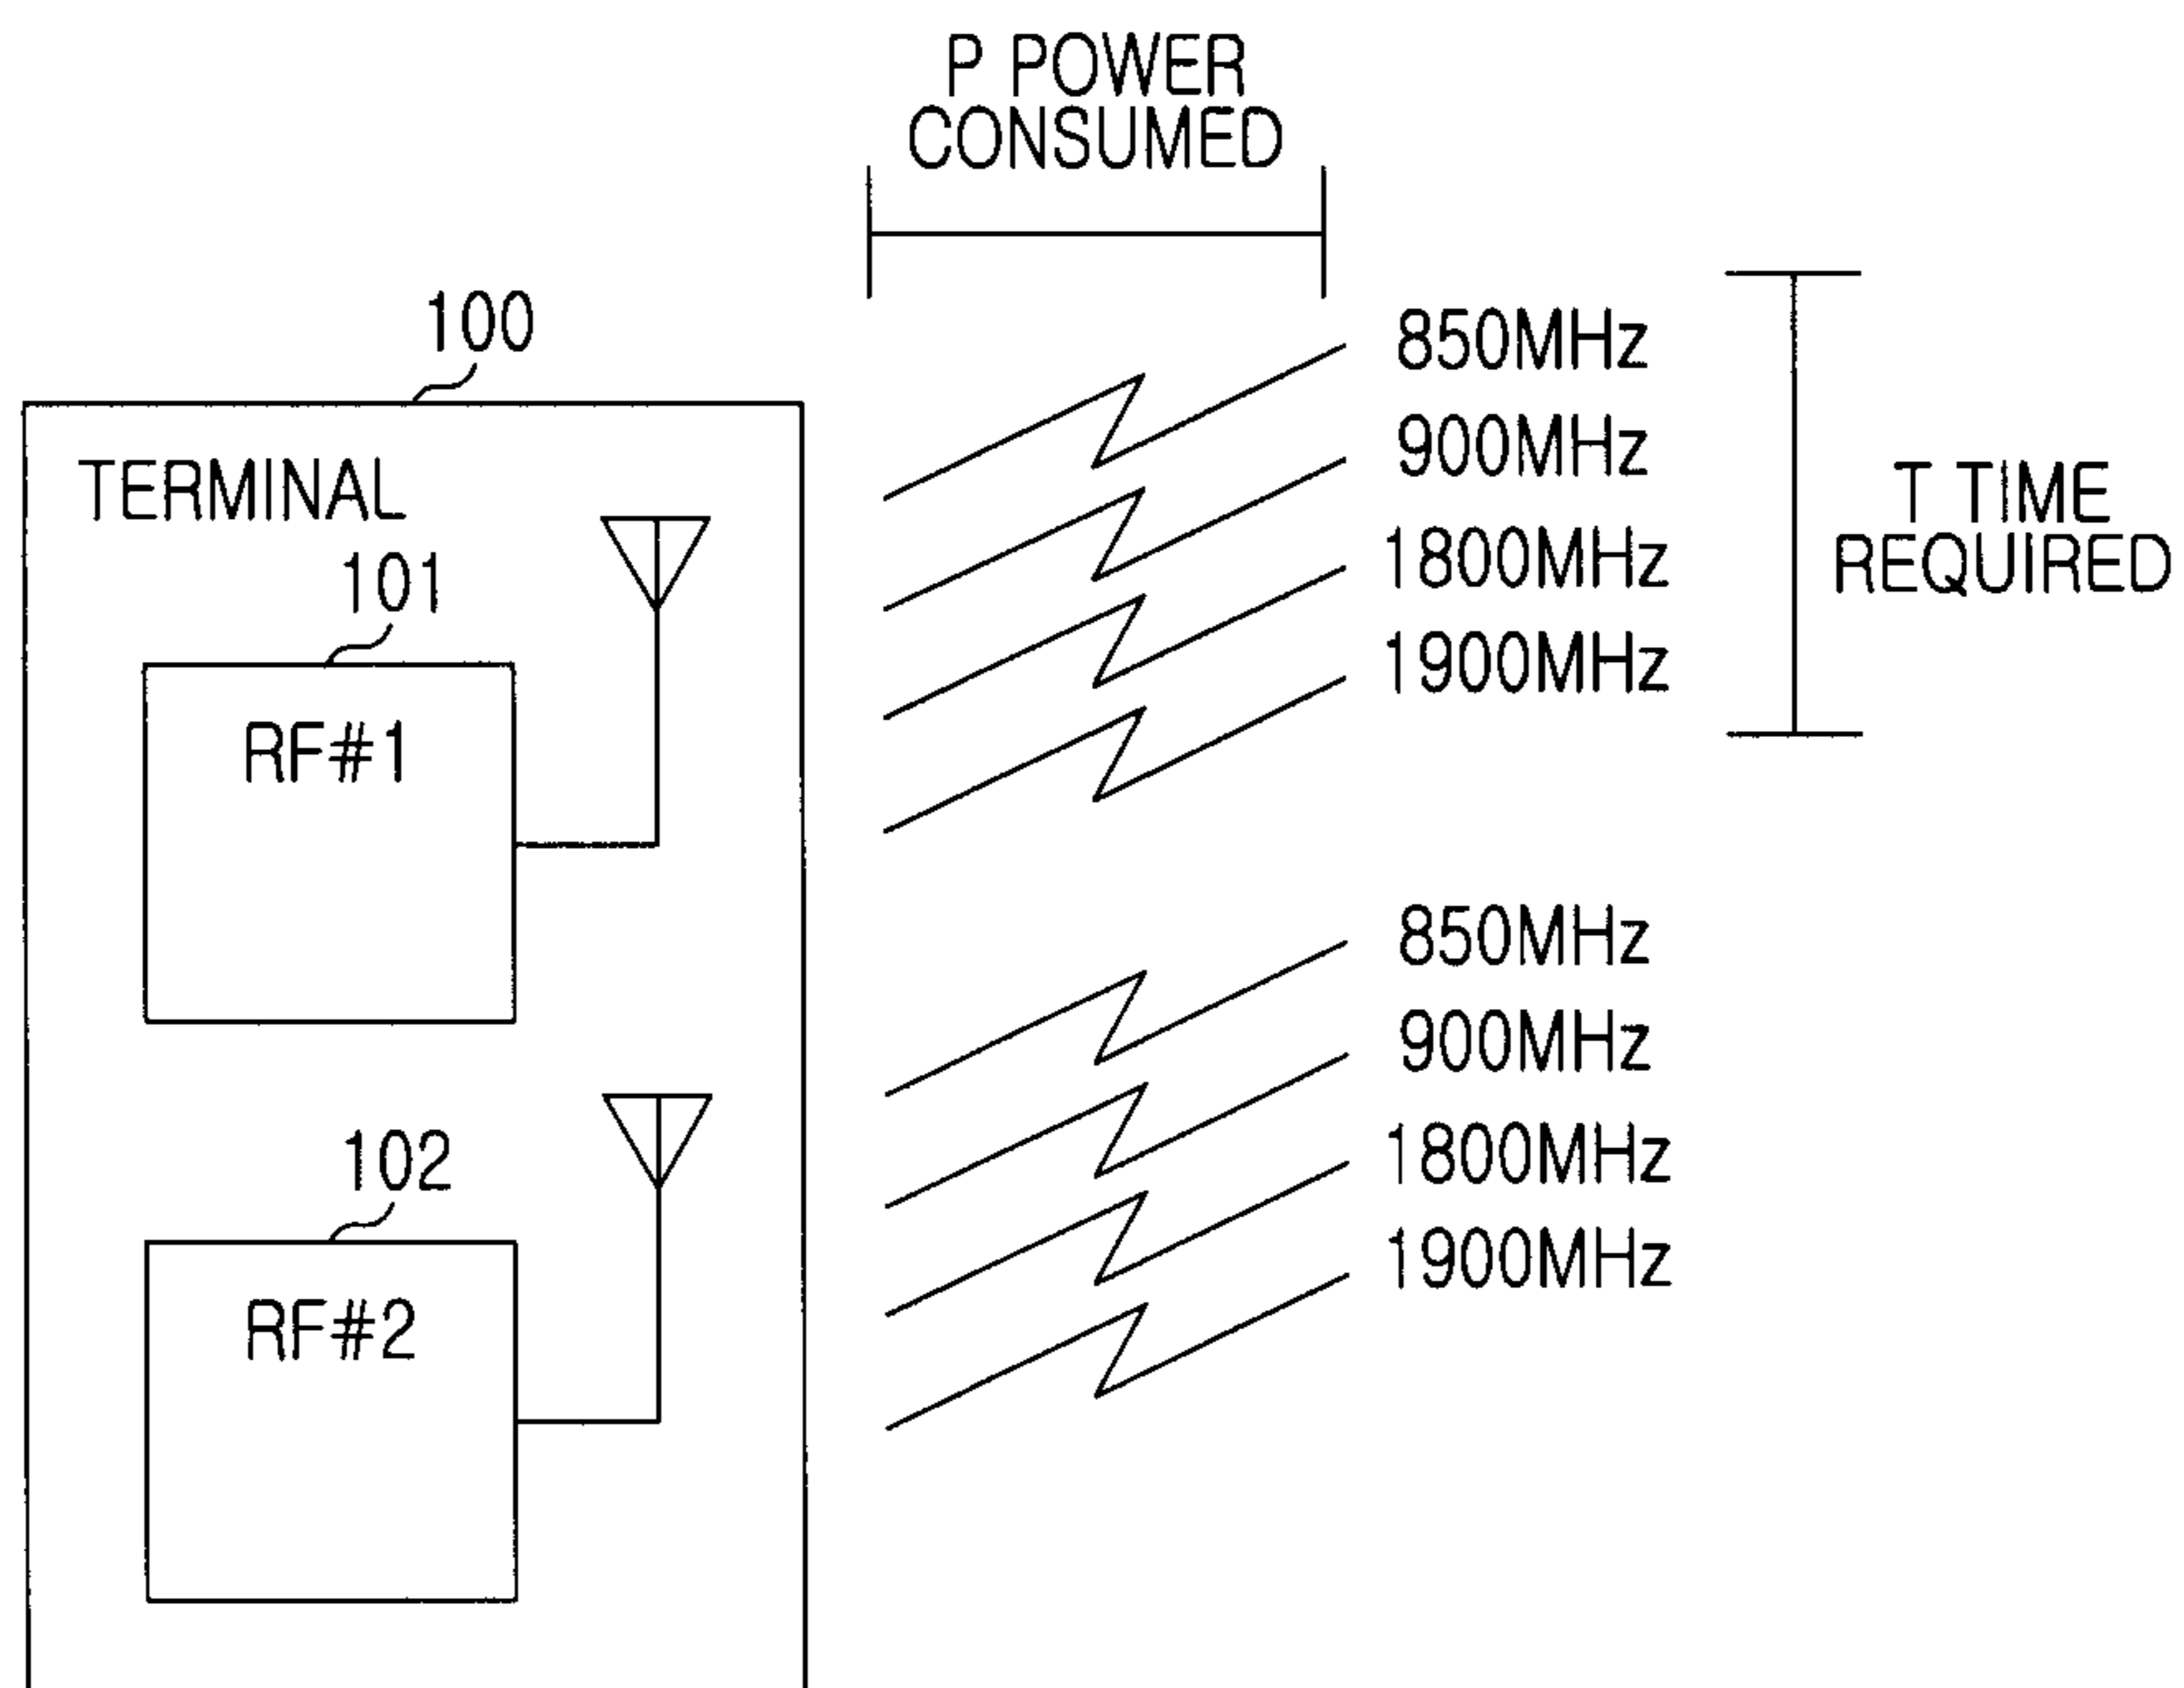 P POWER
CONSUMED
100
850MHz
900MHz
TERMINAL
T TIME
REQUIRED
1800MHz
101
1900MHz
RF#1
850MHz
900MHz
102
1800MHz
1900MHz
RF#2